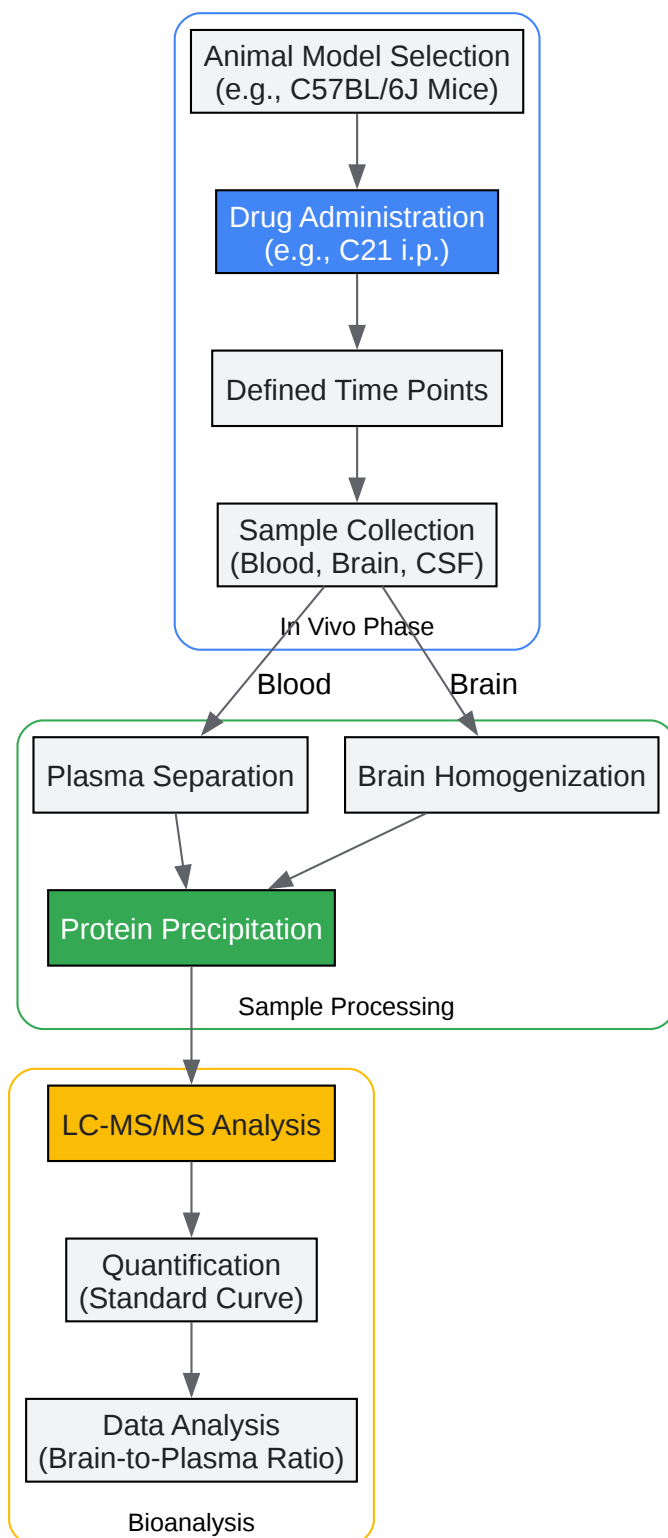 Animal Model Selection
(e.g., C57BL/6J Mice)
Drug Administration
(e.g., C21 i.p.)
Defined Time Points
Sample Collection
(Blood, Brain, CSF)
In Vivo Phase
Blood
Brain
Plasma Separation
Brain Homogenization
Protein Precipitation
Sample Processing
LC-MS/MS Analysis
Quantification
(Standard Curve)
Data Analysis
(Brain-to-Plasma Ratio)
Bioanalysis